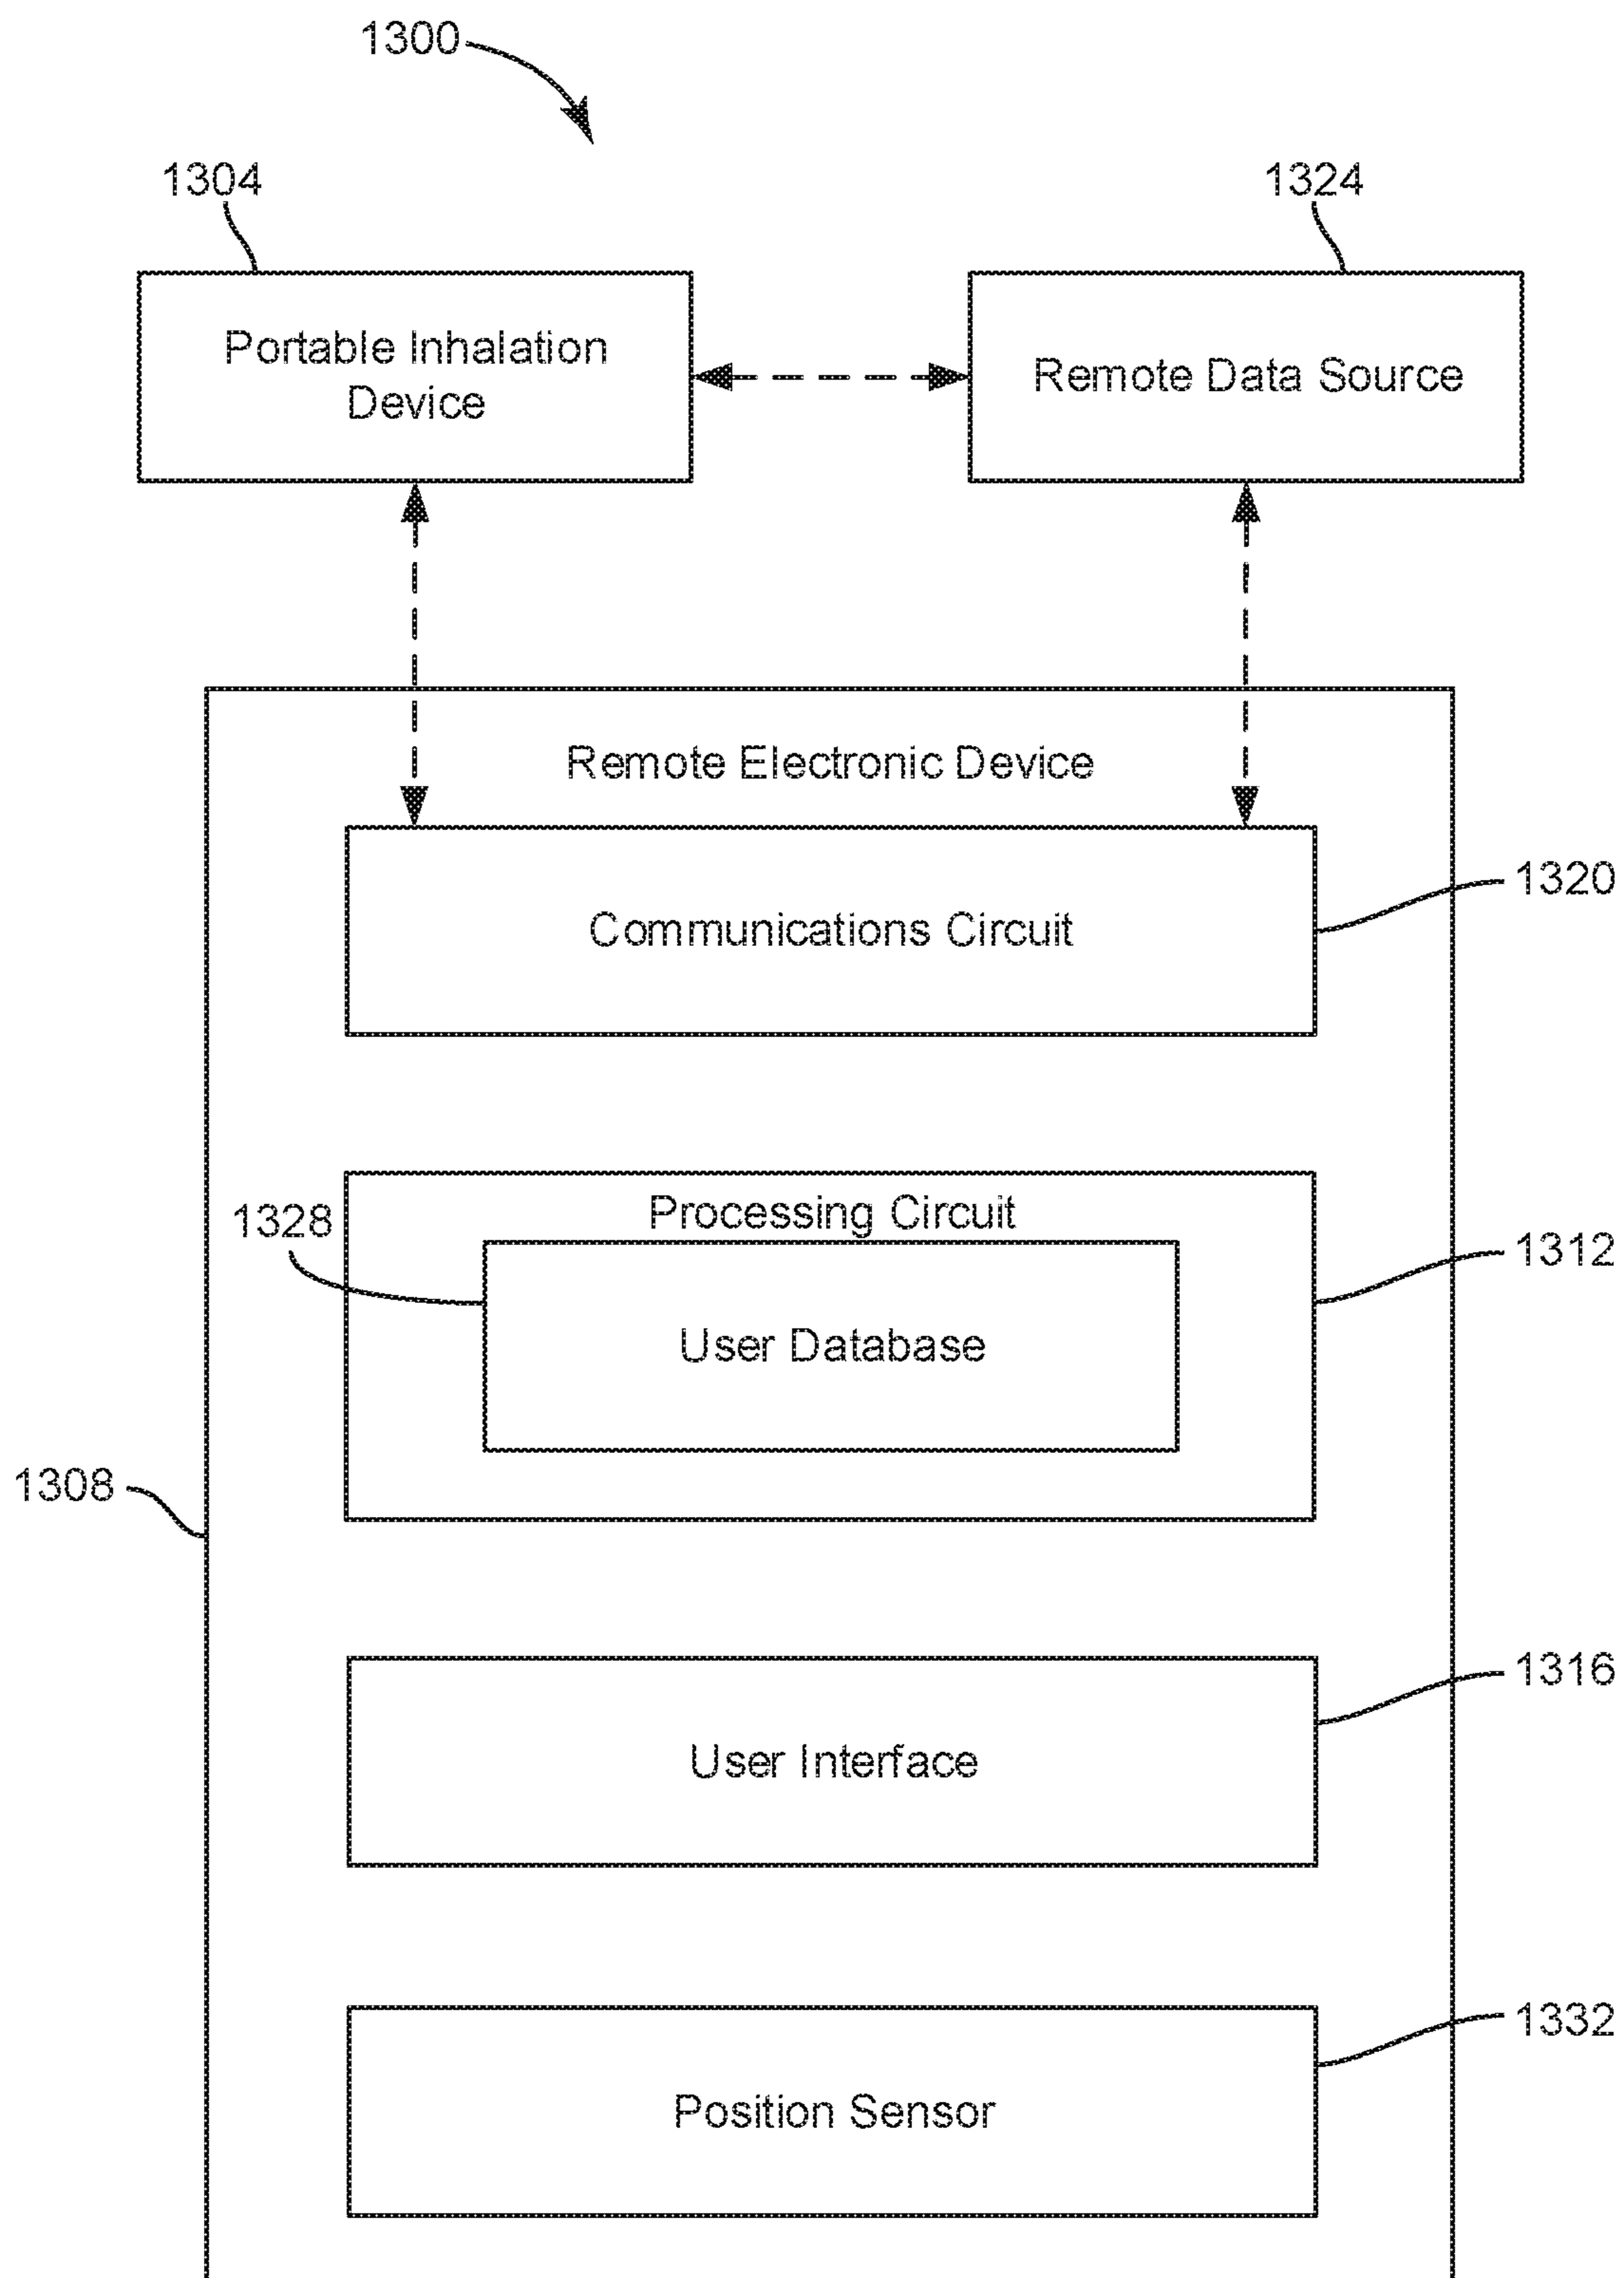 1300
1304
1324
Portable Inhalation
Device
Remote Data Source
Remote Electronic Device
1320
Communications Circuit
1328
Processing Circuit
1312
User Database
1308
1316
User Interface
1332
Position Sensor